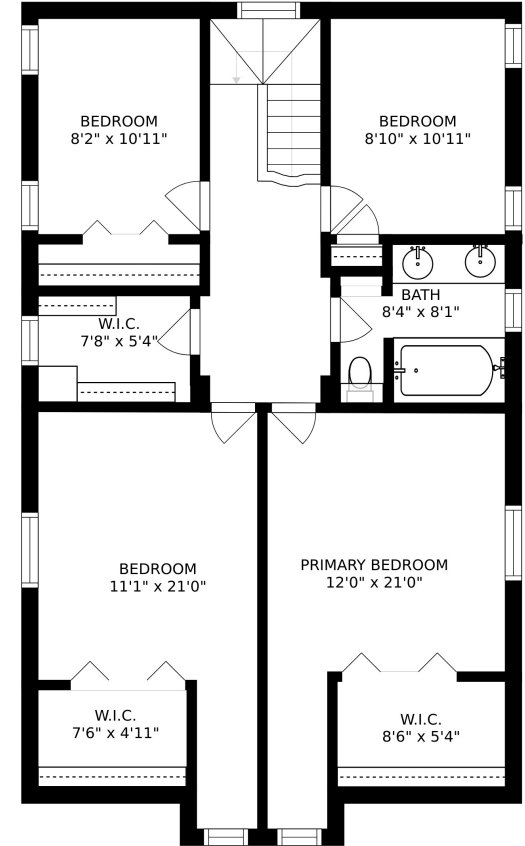 BEDROOM
8'2" x 10'11"
BEDROOM
8'10" x 10'11"
W.I.C.
7'8" x 5'4"
BATH
8'4" x 8'1"
BEDROOM
11'1" x 21'0"
PRIMARY BEDROOM
12'0" x 21'0"
W.I.C.
7'6" x 4'11"
W.I.C.
8'6" x 5'4"